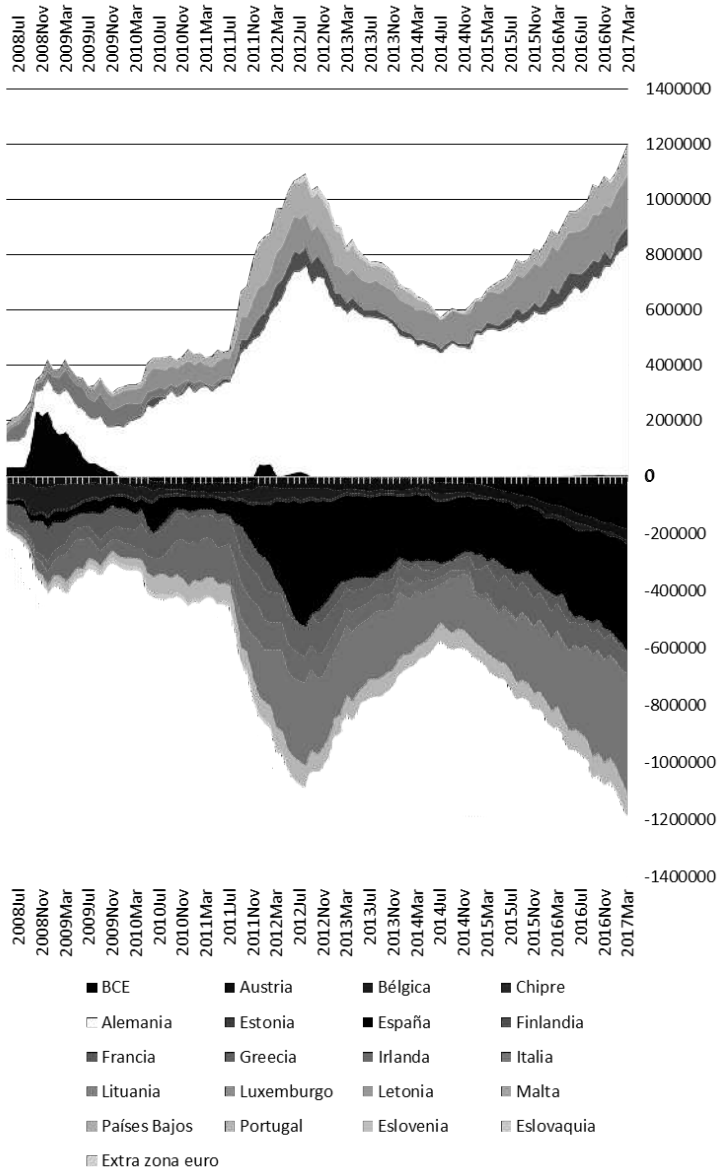 2008Jul
2008Nov
2009Mar
2009Jul
2009Nov
2010Mar
2010Jul
2010Nov
2011Mar
2011Jul
2011Nov
2012Mar
2012Jul
2012Nov
2013Mar
2013Jul
2013Nov
2014Mar
2014Jul
2014Nov
2015Mar
2015Jul
2015Nov
2016Mar
2016Jul
2016Nov
2017Mar
1400000
1200000
1000000
800000
600000
400000
200000
0
-200000
-400000
-600000
-800000
-1000000
-1200000
-1400000
2008Jul
2008Nov
2009Mar
2009Jul
2009Nov
2010Mar
2010Jul
2010Nov
2011Mar
2011Jul
2011Nov
2012Mar
2012Jul
2012Nov
2013Mar
2013Jul
2013Nov
2014Mar
2014Jul
2014Nov
2015Mar
2015Jul
2015Nov
2016Mar
2016Jul
2016Nov
2017Mar
BCE Austria Bélgica Chipre
Alemania Estonia España Finlandia
Francia Greecia Irlanda Italia
Lituania Luxemburgo Letonia Malta
Países Bajos Portugal Eslovenia Eslovaquia
Extra zona euro